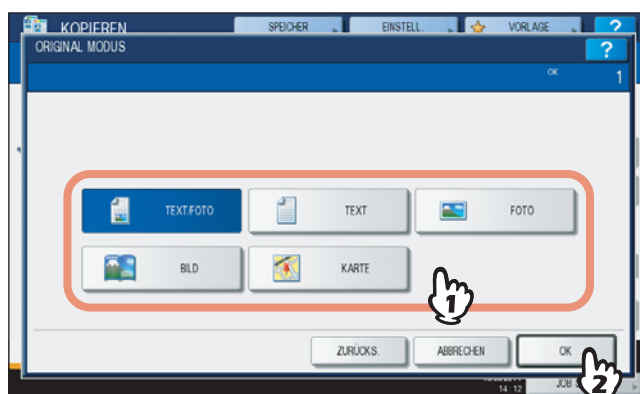 KOPIEREN SPEICHER EINSTELL. VORLAGE ?
ORIGINAL MODUS ?
OK 1
TEXT/FOTO TEXT FOTO
BILD KARTE
1
ZURÜCKS. ABBRECHEN OK
2
14:12 JOB